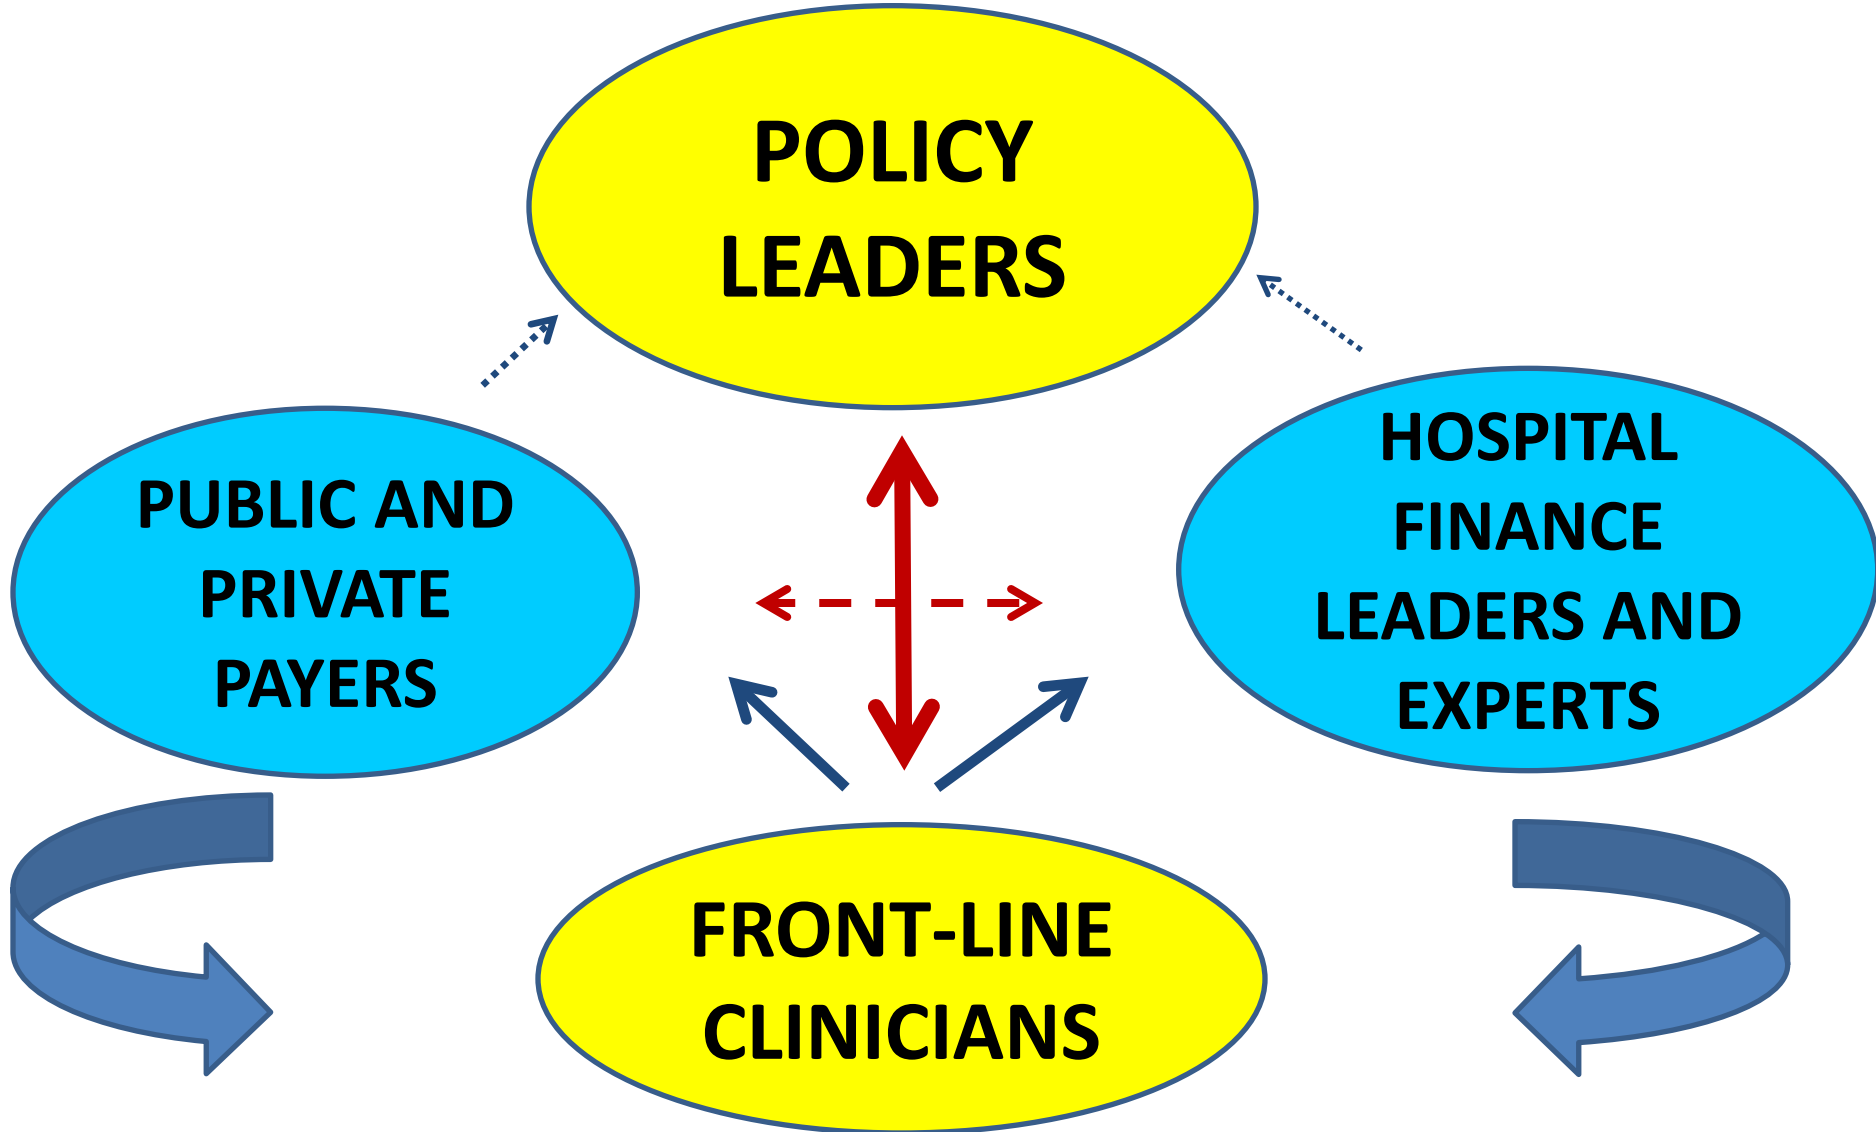 POLICY
LEADERS
PUBLIC AND
PRIVATE
PAYERS
HOSPITAL
FINANCE
LEADERS AND
EXPERTS
FRONT-LINE
CLINICIANS